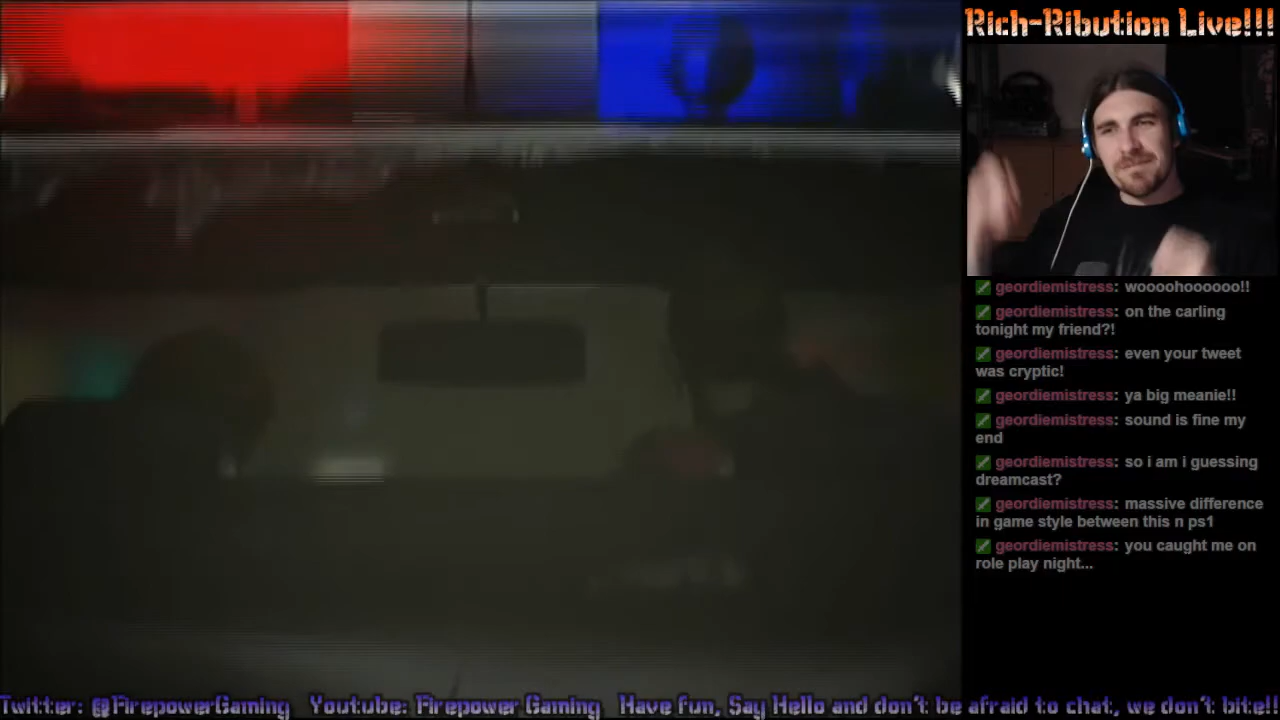 Rich-Ribution Live!!!
geordiemistress: woooohoooooo!!
geordiemistress: on the carling
tonight my friend?!
geordiemistress: even your tweet
was cryptic!
geordiemistress: ya big meanie!!
geordiemistress: sound is fine my
end
geordiemistress: so i am i guessing
dreamcast?
geordiemistress: massive difference
in game style between this n ps1
geordiemistress: you caught me on
role play night...
Twitter: @FirepowerGaming Youtube: Firepower Gaming Have fun, Say Hello and don't be afraid to chat, we don't bite!!